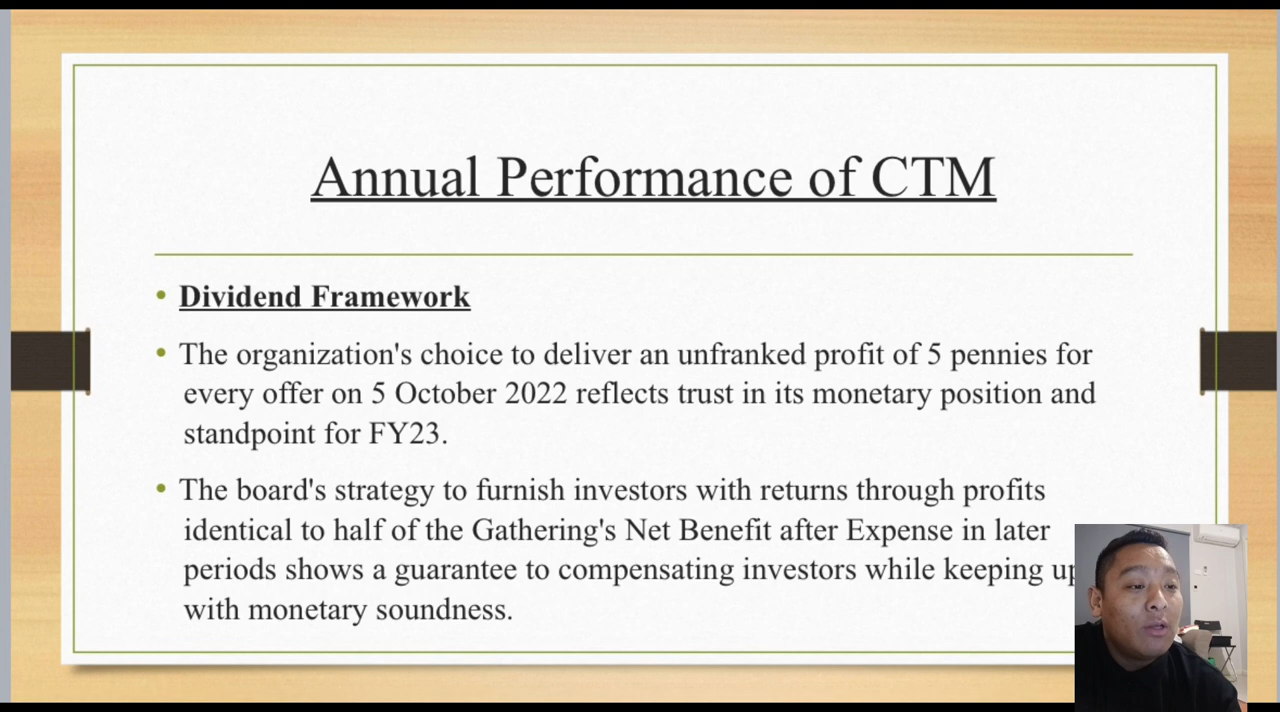 Annual Performance of CTM
• Dividend Framework
• The organization's choice to deliver an unfranked profit of 5 pennies for
every offer on 5 October 2022 reflects trust in its monetary position and
standpoint for FY23.
• The board's strategy to furnish investors with returns through profits
identical to half of the Gathering's Net Benefit after Expense in later
periods shows a guarantee to compensating investors while keeping up
with monetary soundness.